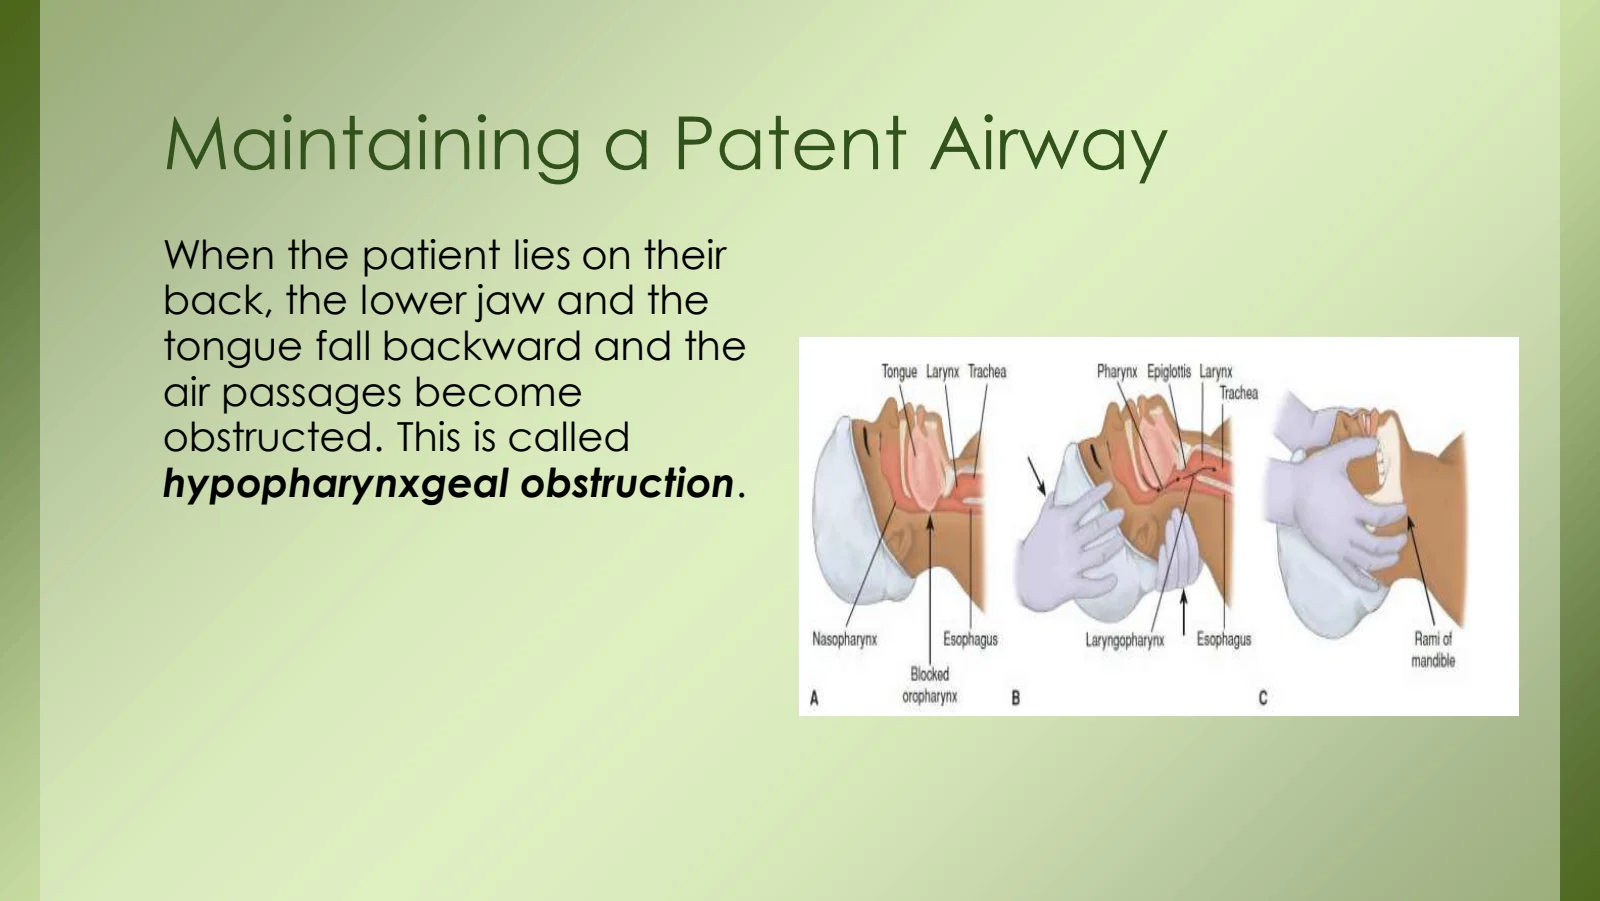 Maintaining a Patent Airway
When the patient lies on their
back, the lower jaw and the
tongue fall backward and the
air passages become
obstructed. This is called
hypopharynxgeal obstruction.
Tongue Larynx Trachea
Nasopharynx
Esophagus
Blocked
oropharynx
A
Pharynx Epiglottis Larynx
Trachea
Laryngopharynx
Esophagus
B
Rami of
mandible
C